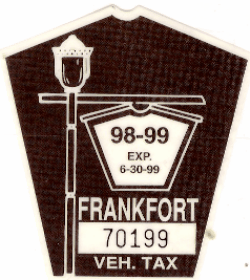 98-99
EXP.
6-30-99
FRANKFORT
70199
VEH. TAX